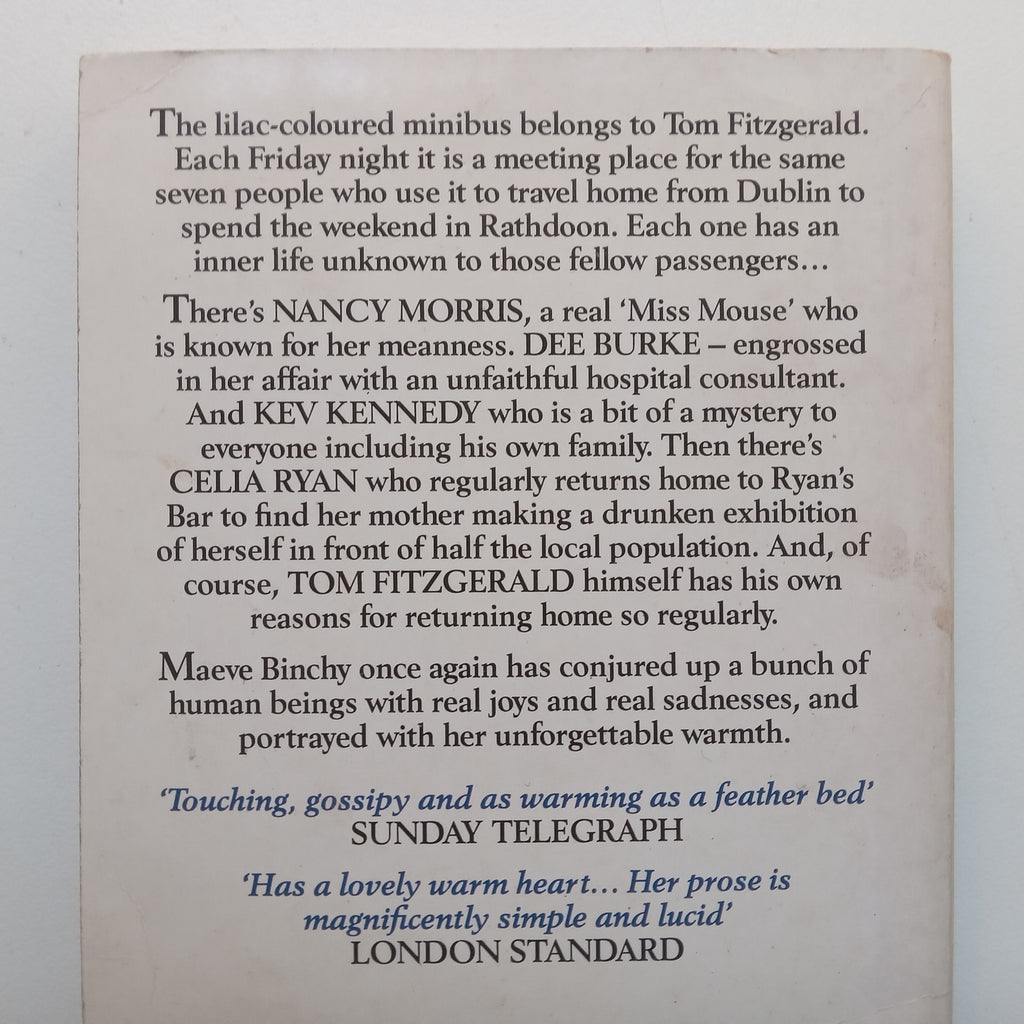 The lilac-coloured minibus belongs to Tom Fitzgerald.
Each Friday night it is a meeting place for the same
seven people who use it to travel home from Dublin to
spend the weekend in Rathdoon. Each one has an
inner life unknown to those fellow passengers...
There's NANCY MORRIS, a real 'Miss Mouse' who
is known for her meanness. DEE BURKE – engrossed
in her affair with an unfaithful hospital consultant.
And KEV KENNEDY who is a bit of a mystery to
everyone including his own family. Then there's
CELIA RYAN who regularly returns home to Ryan's
Bar to find her mother making a drunken exhibition
of herself in front of half the local population. And, of
course, TOM FITZGERALD himself has his own
reasons for returning home so regularly.
Maeve Binchy once again has conjured up a bunch of
human beings with real joys and real sadnesses, and
portrayed with her unforgettable warmth.
'Touching, gossipy and as warming as a feather bed'
SUNDAY TELEGRAPH
'Has a lovely warm heart... Her prose is
magnificently simple and lucid'
LONDON STANDARD